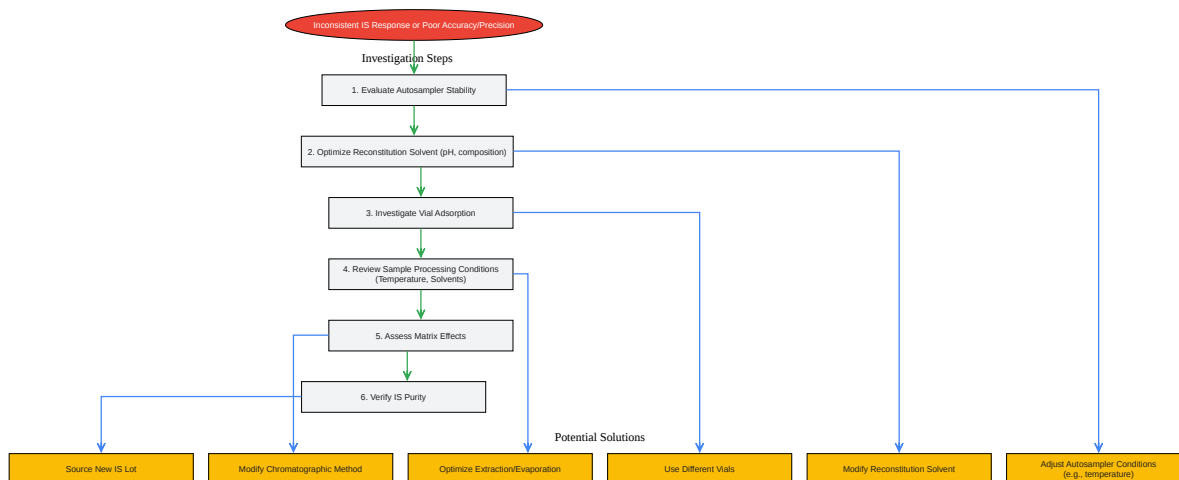 Inconsistent IS Response or Poor Accuracy/Precision
Investigation Steps
1. Evaluate Autosampler Stability
2. Optimize Reconstitution Solvent (pH, composition)
3. Investigate Vial Adsorption
4. Review Sample Processing Conditions
(Temperature, Solvents)
5. Assess Matrix Effects
6. Verify IS Purity
Potential Solutions
Source New IS Lot
Modify Chromatographic Method
Optimize Extraction/Evaporation
Use Different Vials
Modify Reconstitution Solvent
Adjust Autosampler Conditions
(e.g., temperature)